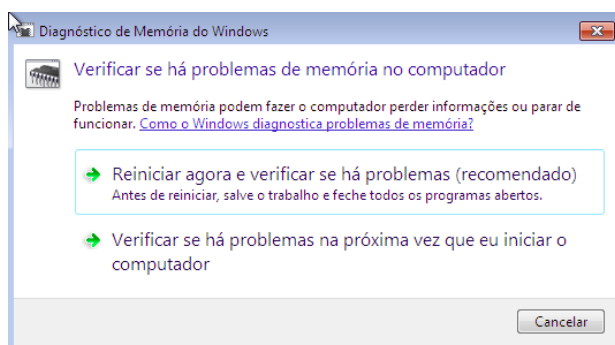 Diagnóstico de Memória do Windows
Verificar se há problemas de memória no computador
Problemas de memória podem fazer o computador perder informações ou parar de
funcionar. Como o Windows diagnostica problemas de memória?
Reiniciar agora e verificar se há problemas (recomendado)
Antes de reiniciar, salve o trabalho e feche todos os programas abertos.
Verificar se há problemas na próxima vez que eu iniciar o
computador
Cancelar